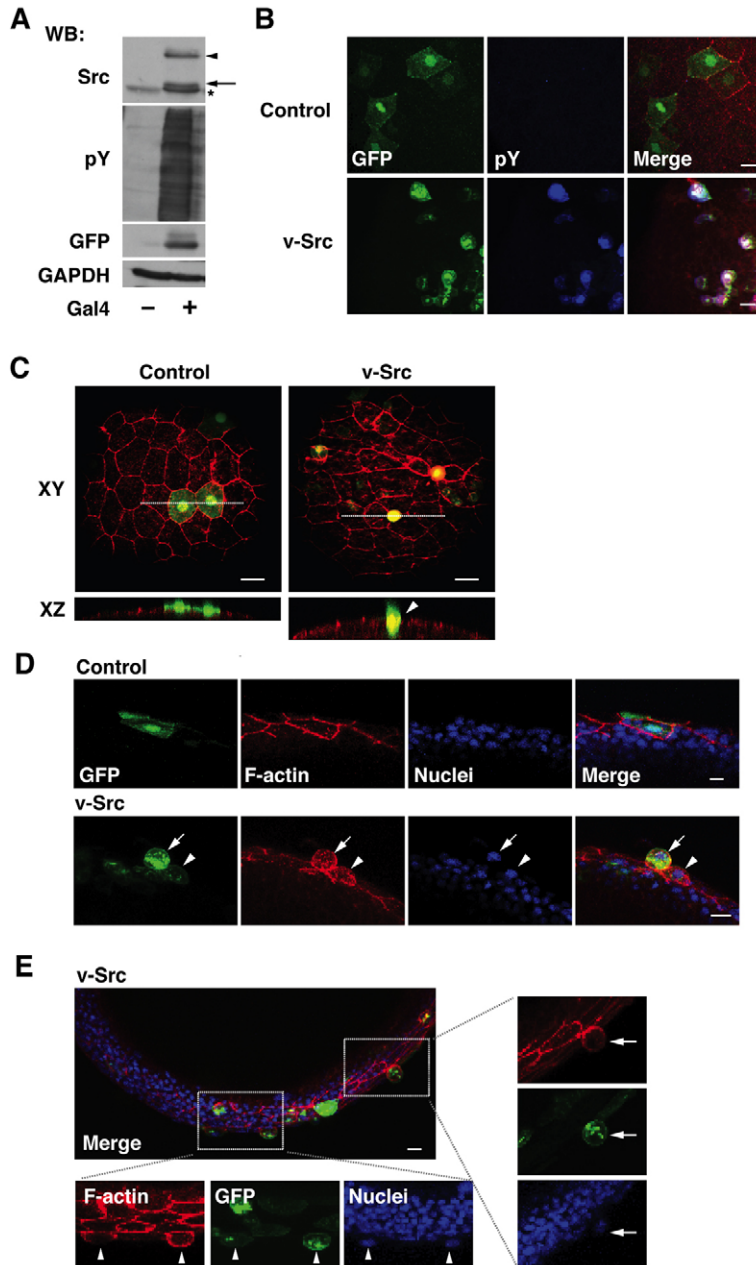 A
WB:
Src
*
pY
GFP
GAPDH
Gal4 − +
B
Control
GFP pY Merge
v-Src
C
Control v-Src
XY
XZ
D
Control
GFP F-actin Nuclei Merge
v-Src
E
v-Src
Merge
F-actin GFP Nuclei